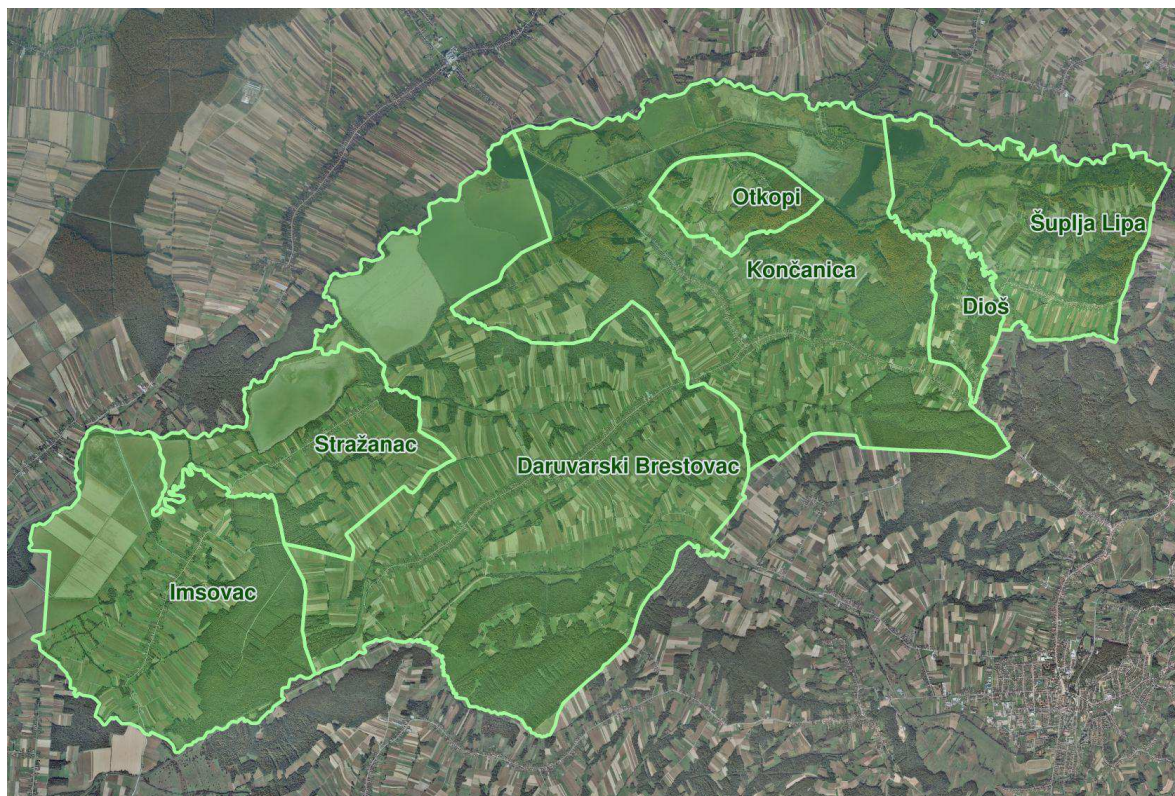 Otkopi
Šuplja Lipa
Končanica
Dioš
Stražanac
Daruvarski Brestovac
Imsovac